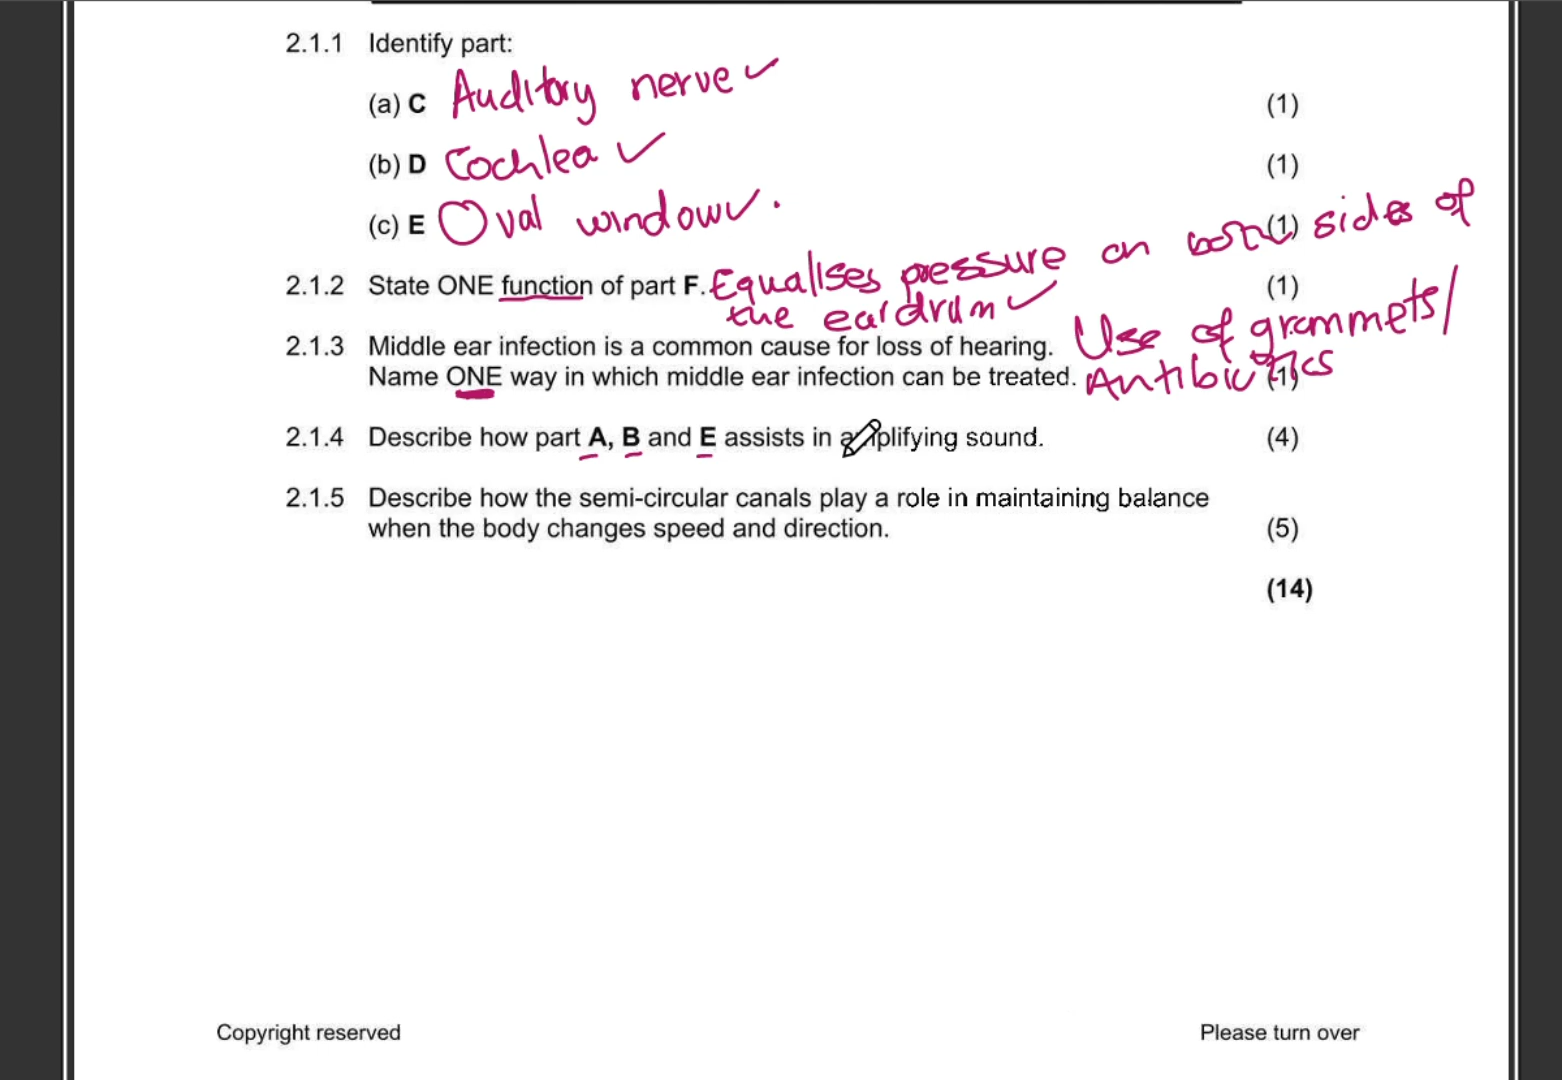 2.1.1 Identify part:
(a) C Auditory nerve
(1)
(b) D Cochlea
(1)
(c) E Oval window.
(1)
2.1.2 State ONE function of part F. Equalises pressure on both sides of
the eardrum
(1)
2.1.3 Middle ear infection is a common cause for loss of hearing. Use of grommets/
Name ONE way in which middle ear infection can be treated. Antibiotics
(1)
2.1.4 Describe how part A, B and E assists in amplifying sound. (4)
2.1.5 Describe how the semi-circular canals play a role in maintaining balance
when the body changes speed and direction. (5)
(14)
Copyright reserved Please turn over